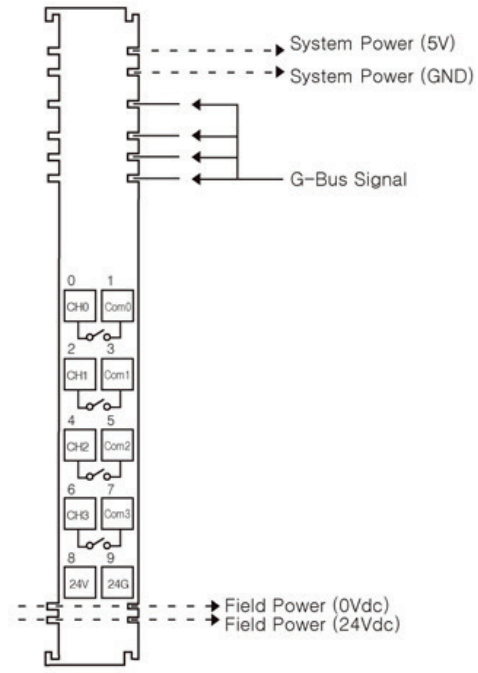 System Power (5V)
System Power (GND)
G-Bus Signal
0 1
CH0 Com0
2 3
CH1 Com1
4 5
CH2 Com2
6 7
CH3 Com3
8 9
24V 24G
Field Power (0Vdc)
Field Power (24Vdc)